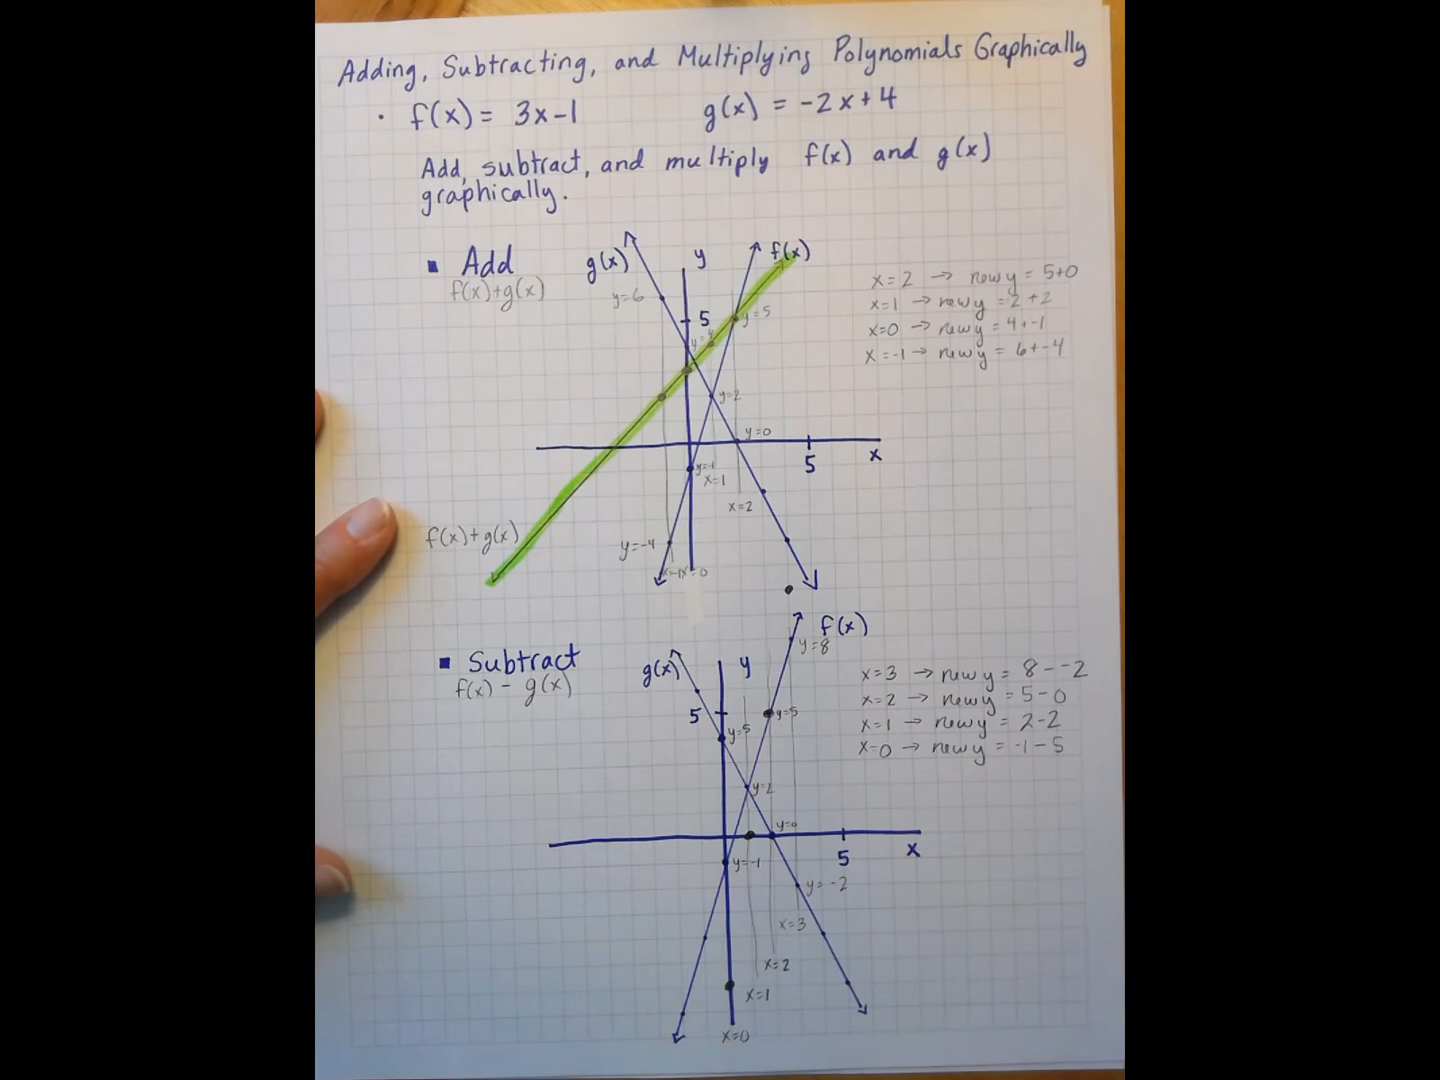 Adding, Subtracting, and Multiplying Polynomials Graphically
• f(x) = 3x-1 g(x) = -2x+4
Add, subtract, and multiply f(x) and g(x)
graphically.
▪ Add
f(x)+g(x)
g(x)
y
f(x)
y=6
5
y=5
y=4
y=2
y=0
5
x
y=-1
x=1
x=2
y=-4
x=-1
x=0
f(x)+g(x)
x=2 → new y = 5+0
x=1 → new y = 2+2
x=0 → new y = 4+-1
x=-1 → new y = 6+-4
▪ Subtract
f(x) - g(x)
g(x)
y
f(x)
y=8
5
y=5
y=5
y=2
y=0
5
x
y=-1
y=-2
x=3
x=2
x=1
x=0
x=3 → new y = 8--2
x=2 → new y = 5-0
x=1 → new y = 2-2
x=0 → new y = -1-5